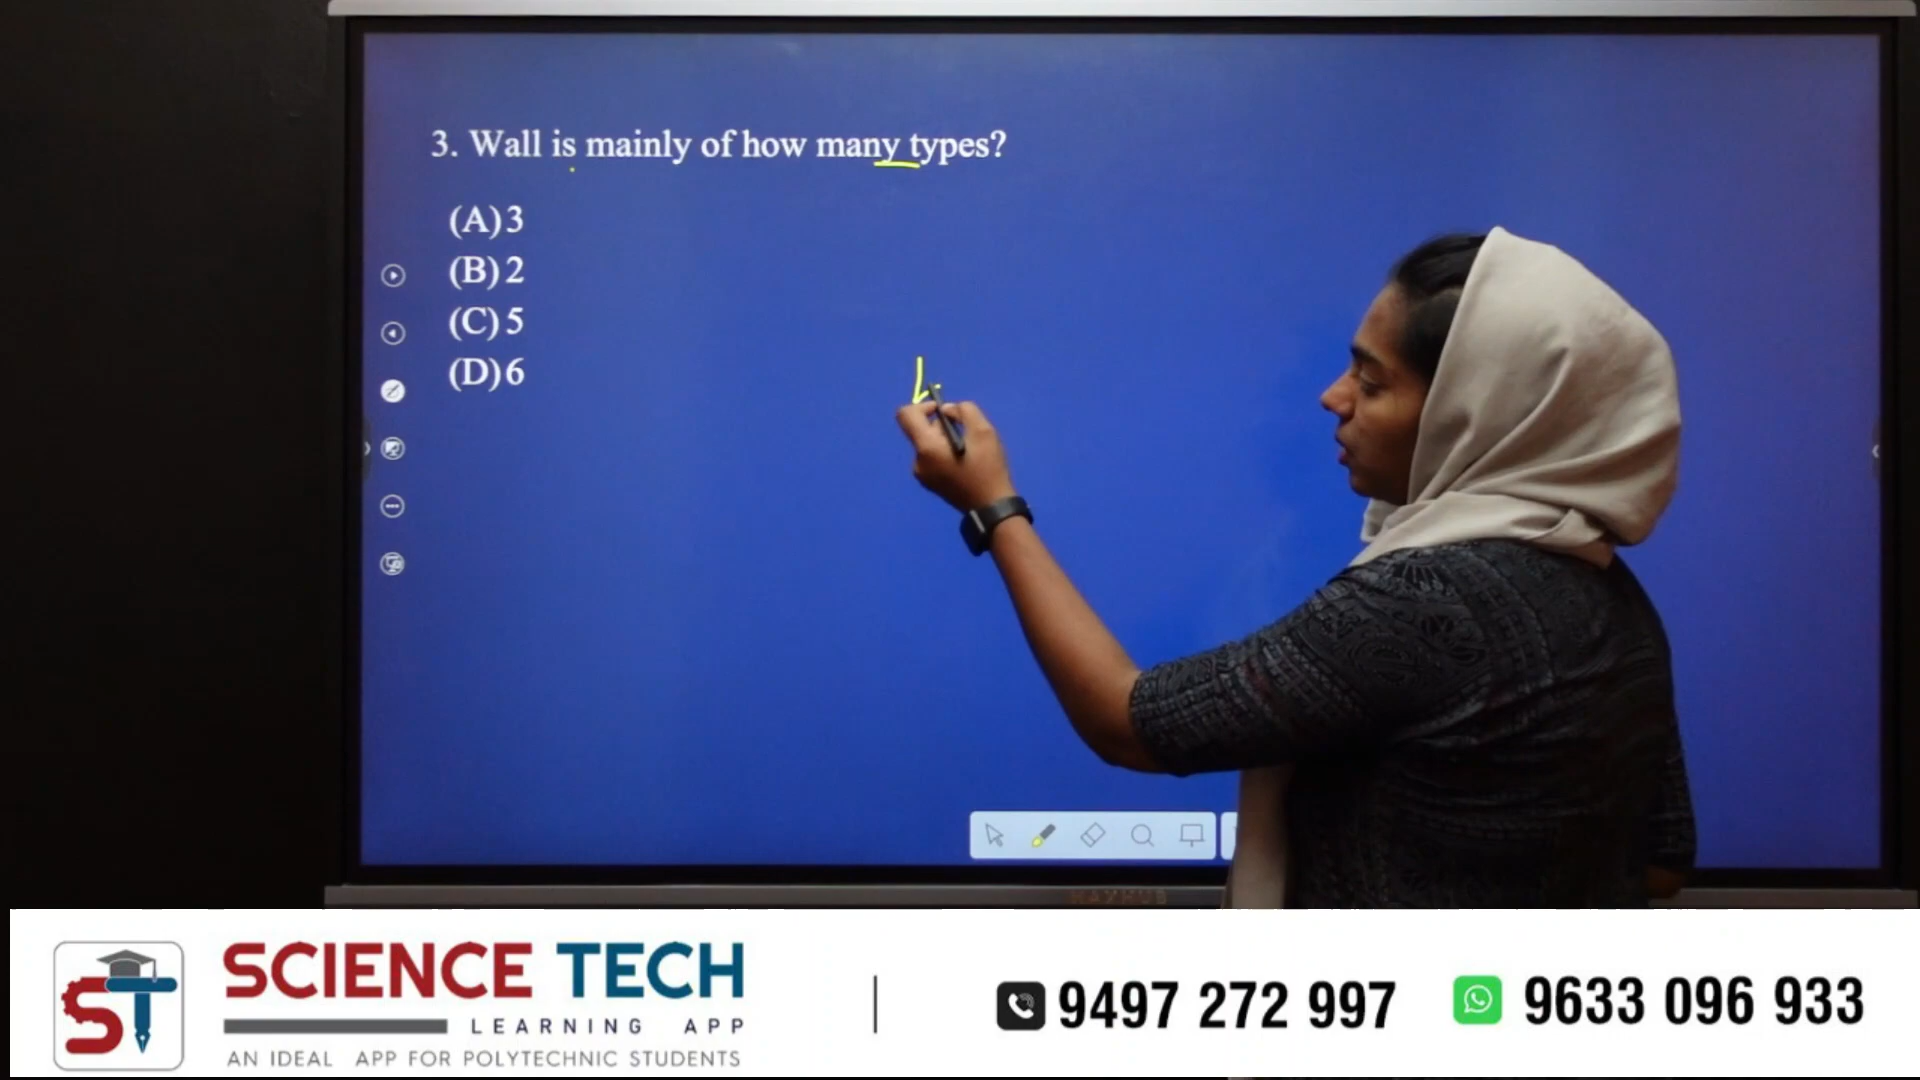 3. Wall is mainly of how many types?
(A) 3
(B) 2
(C) 5
(D) 6
ST
SCIENCE TECH
LEARNING APP
AN IDEAL APP FOR POLYTECHNIC STUDENTS
9497 272 997
9633 096 933